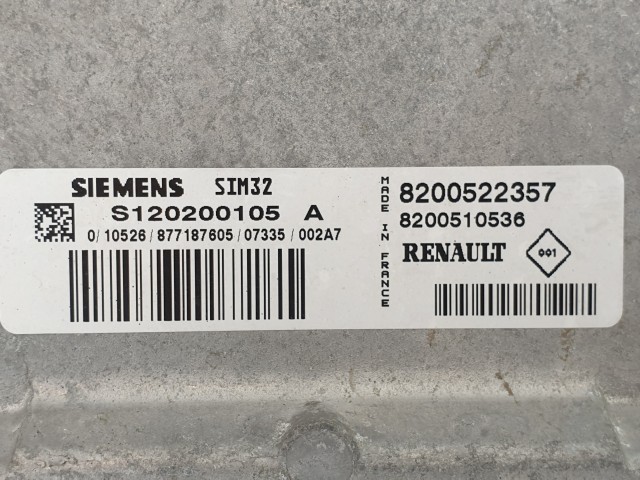 SIEMENS SIM32
S120200105 A
0/10526/877187605/07335/002A7
MADE IN FRANCE
8200522357
8200510536
RENAULT 001